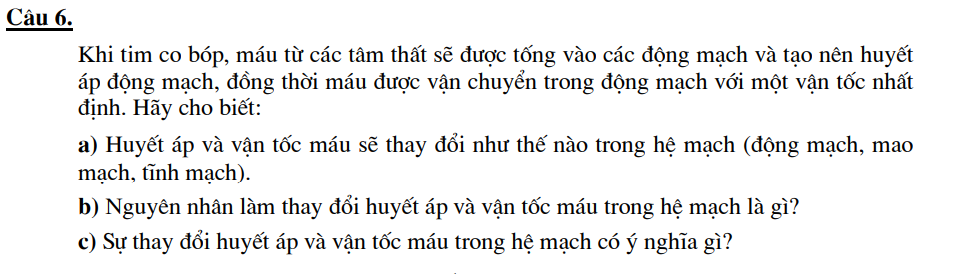 Câu 6.
Khi tim co bóp, máu từ các tâm thất sẽ được tống vào các động mạch và tạo nên huyết
áp động mạch, đồng thời máu được vận chuyển trong động mạch với một vận tốc nhất
định. Hãy cho biết:
a) Huyết áp và vận tốc máu sẽ thay đổi như thế nào trong hệ mạch (động mạch, mao
mạch, tĩnh mạch).
b) Nguyên nhân làm thay đổi huyết áp và vận tốc máu trong hệ mạch là gì?
c) Sự thay đổi huyết áp và vận tốc máu trong hệ mạch có ý nghĩa gì?